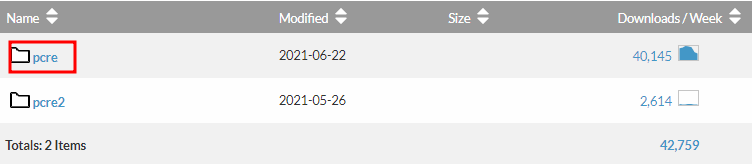 Name Modified Size Downloads / Week
pcre 2021-06-22 40,145
pcre2 2021-05-26 2,614
Totals: 2 Items 42,759